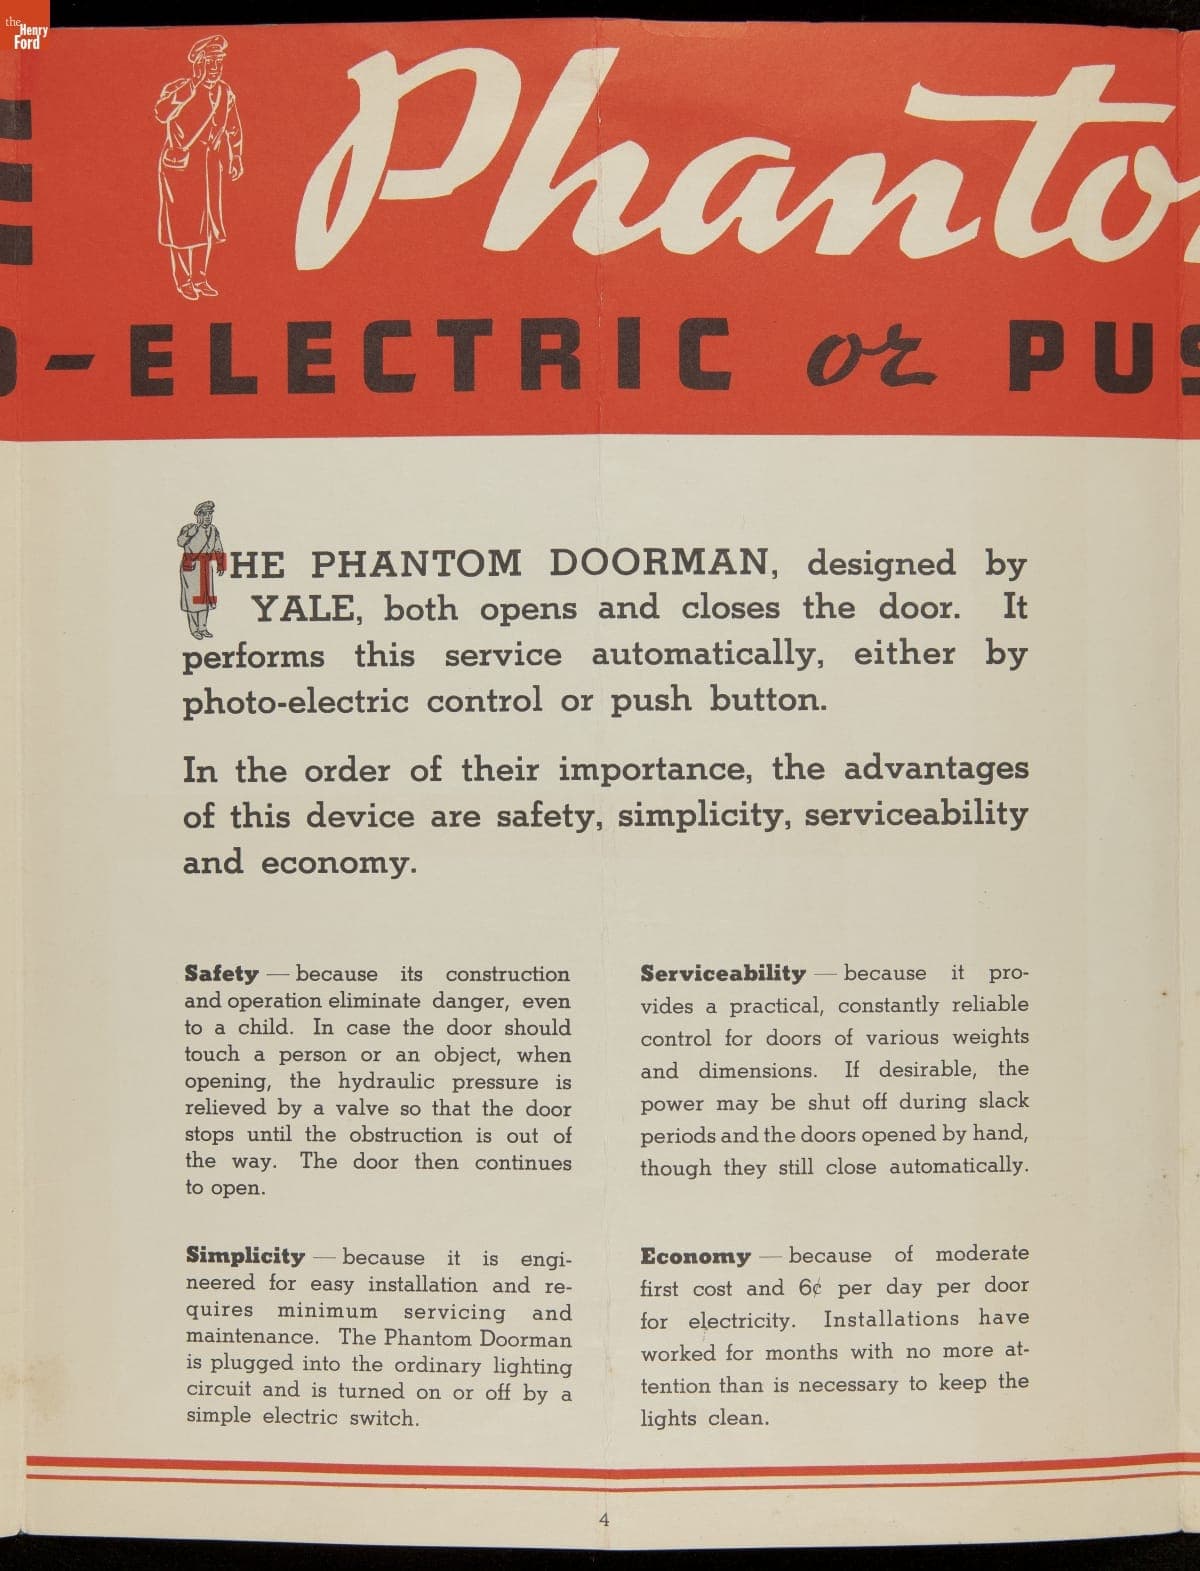 the
Henry
Ford
Phanto
-ELECTRIC or PUS
THE PHANTOM DOORMAN, designed by
YALE, both opens and closes the door. It
performs this service automatically, either by
photo-electric control or push button.
In the order of their importance, the advantages
of this device are safety, simplicity, serviceability
and economy.
Safety — because its construction
and operation eliminate danger, even
to a child. In case the door should
touch a person or an object, when
opening, the hydraulic pressure is
relieved by a valve so that the door
stops until the obstruction is out of
the way. The door then continues
to open.
Simplicity — because it is engi-
neered for easy installation and re-
quires minimum servicing and
maintenance. The Phantom Doorman
is plugged into the ordinary lighting
circuit and is turned on or off by a
simple electric switch.
Serviceability — because it pro-
vides a practical, constantly reliable
control for doors of various weights
and dimensions. If desirable, the
power may be shut off during slack
periods and the doors opened by hand,
though they still close automatically.
Economy — because of moderate
first cost and 6¢ per day per door
for electricity. Installations have
worked for months with no more at-
tention than is necessary to keep the
lights clean.
4